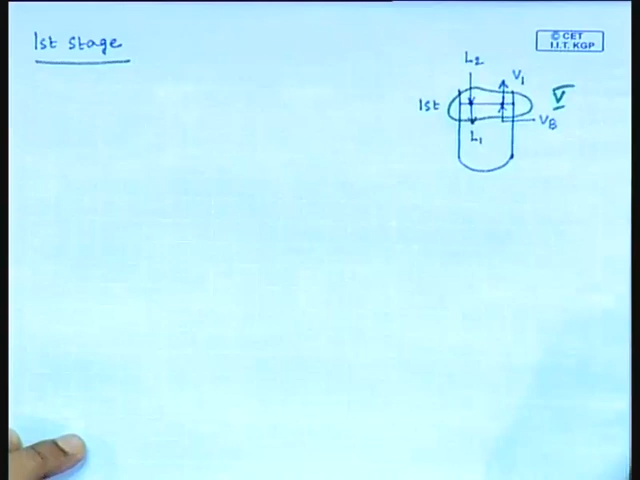 1st stage
© CET
I.I.T. KGP
L2
V1
1st
V
VB
L1